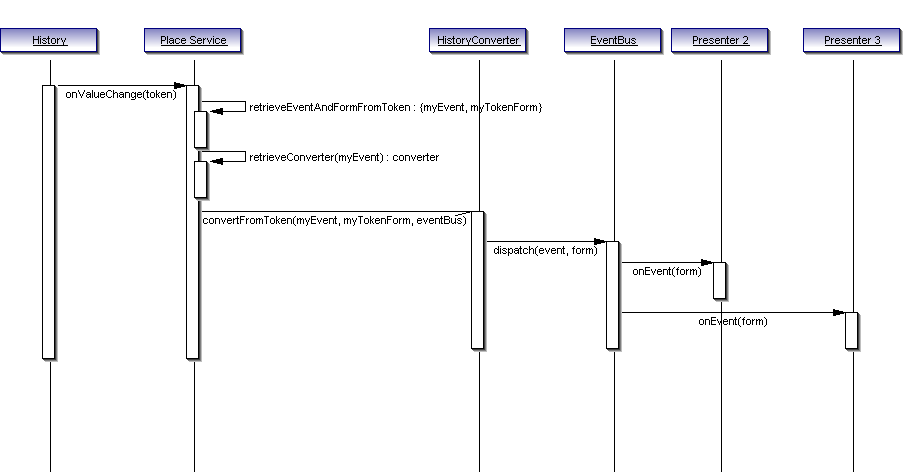 History
Place Service
HistoryConverter
EventBus
Presenter 2
Presenter 3
onValueChange(token)
retrieveEventAndFormFromToken : {myEvent, myTokenForm}
retrieveConverter(myEvent) : converter
convertFromToken(myEvent, myTokenForm, eventBus)
dispatch(event, form)
onEvent(form)
onEvent(form)